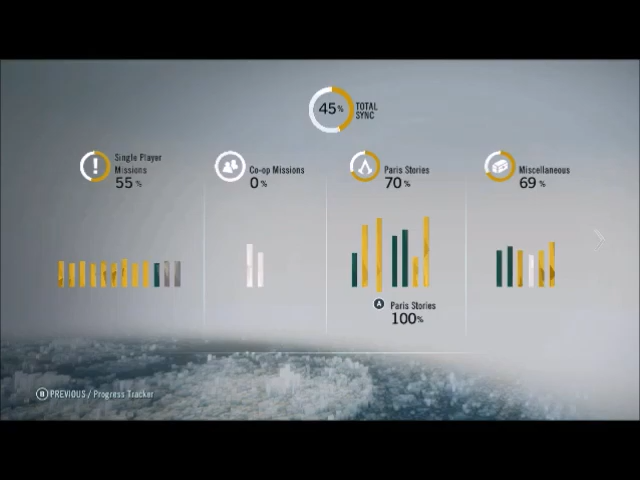 45%
TOTAL
SYNC
Single Player
Missions
55 %
Co-op Missions
0 %
Paris Stories
70 %
Miscellaneous
69 %
A Paris Stories
100%
PREVIOUS / Progress Tracker